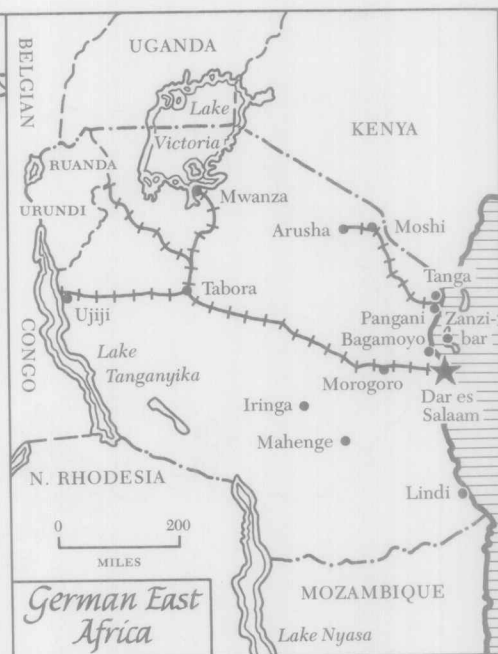 UGANDA
BELGIAN
Lake
Victoria
KENYA
RUANDA
URUNDI
Mwanza
Arusha
Moshi
Tanga
Pangani
Zanzi-
bar
Tabora
Ujiji
CONGO
Lake
Tanganyika
Bagamoyo
Morogoro
Dar es
Salaam
Iringa
Mahenge
N. RHODESIA
Lindi
0 200
MILES
MOZAMBIQUE
German East
Africa
Lake Nyasa